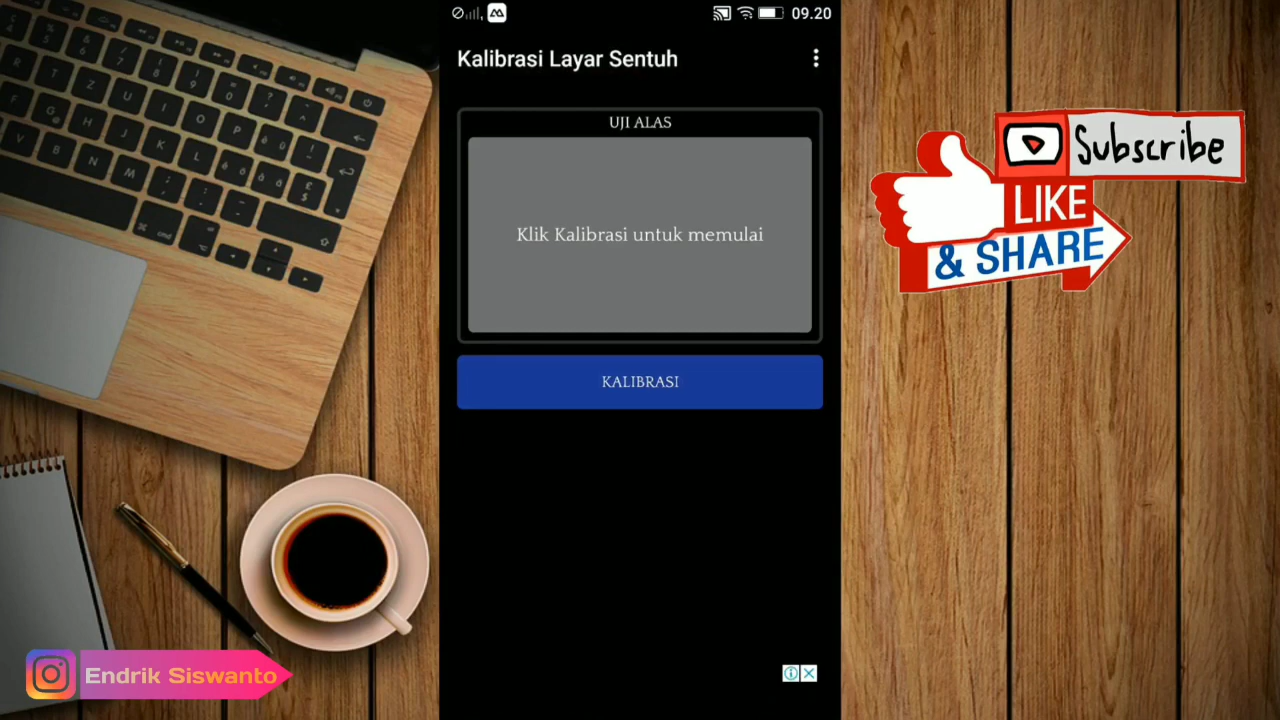 09.20
Kalibrasi Layar Sentuh
UJI ALAS
Klik Kalibrasi untuk memulai
KALIBRASI
Subscribe
LIKE
& SHARE
Endrik Siswanto